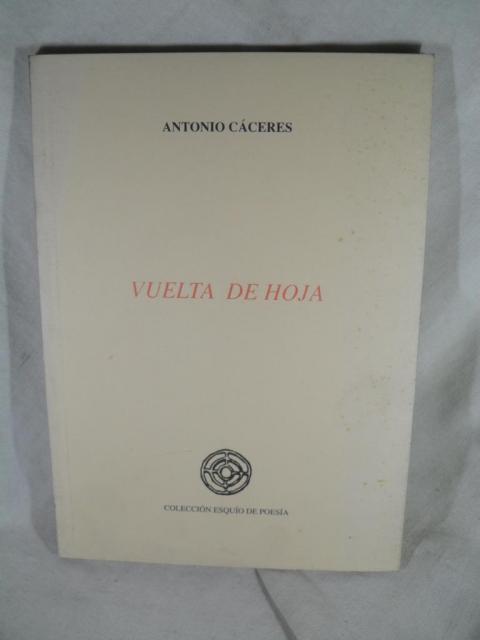 ANTONIO CÁCERES
VUELTA DE HOJA
COLECCIÓN ESQUÍO DE POESÍA